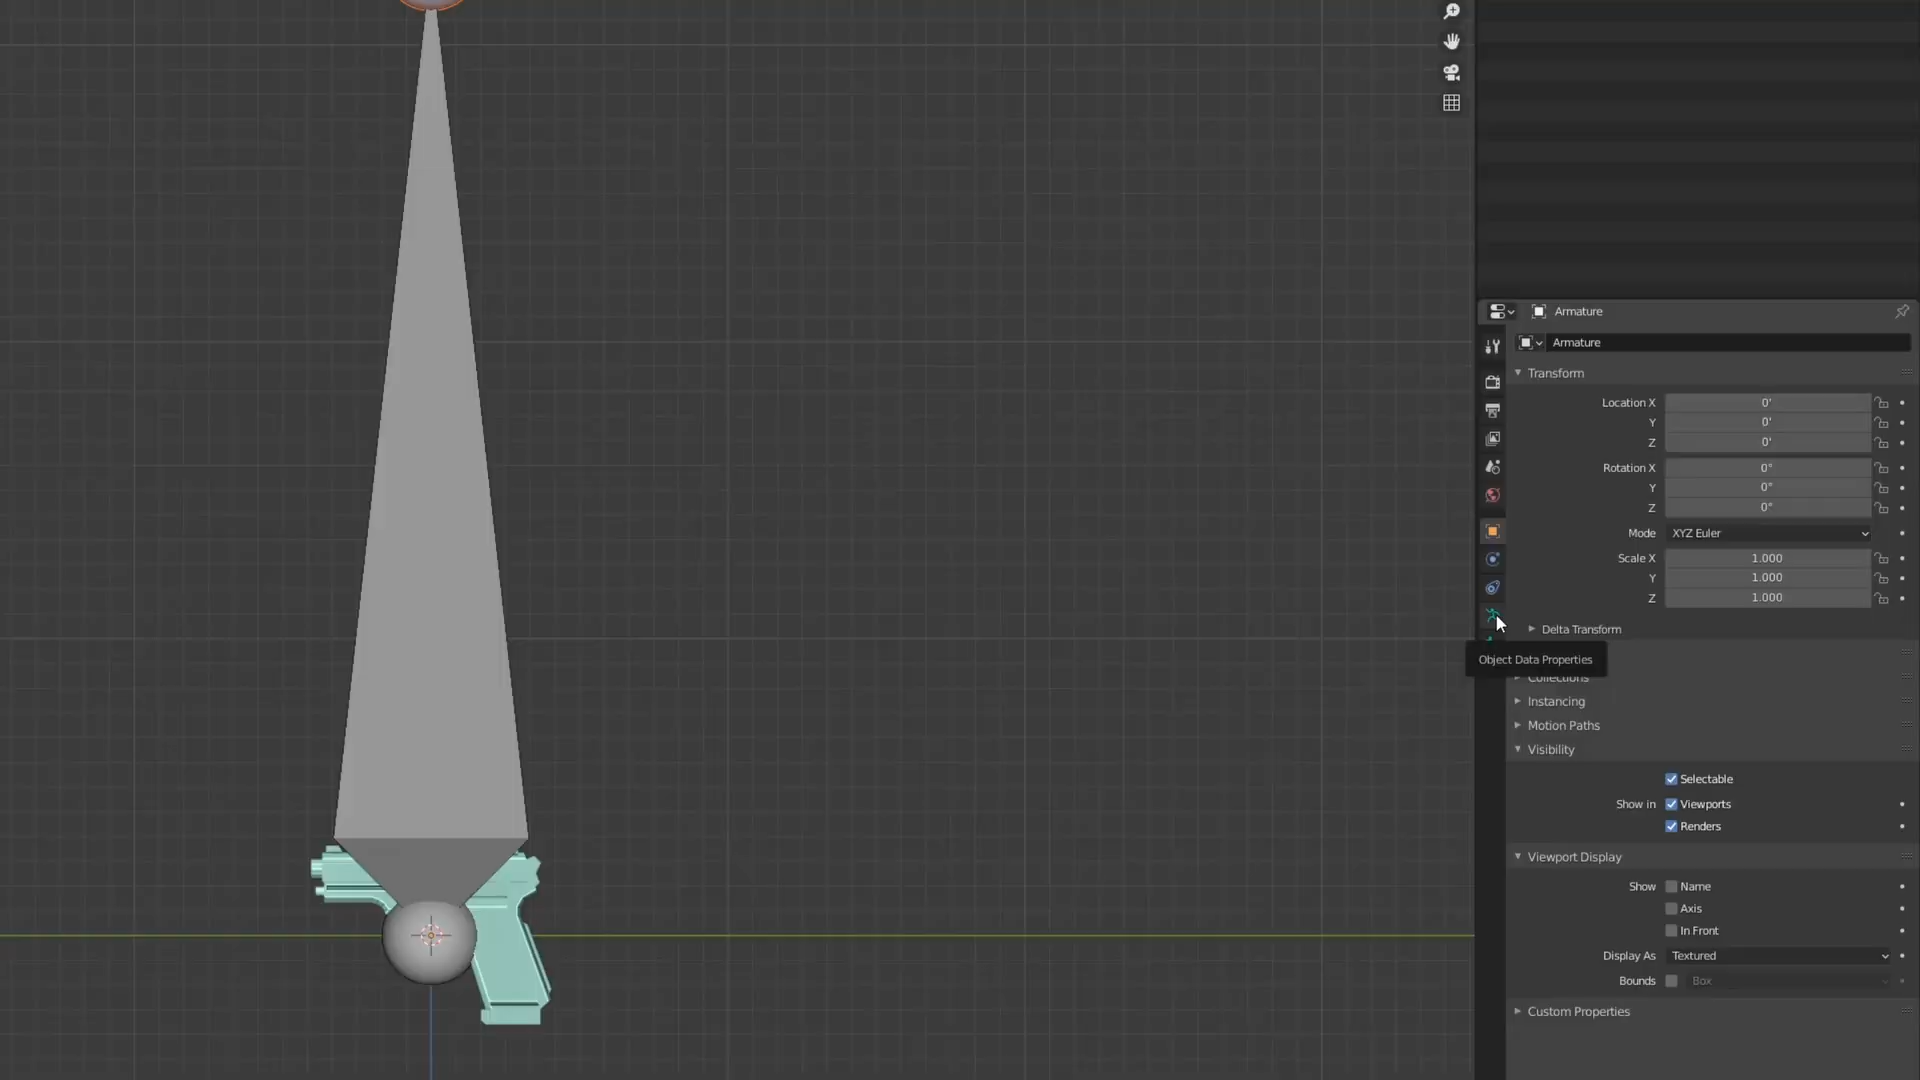 Armature
Armature
Transform
Location X 0'
Y 0'
Z 0'
Rotation X 0°
Y 0°
Z 0°
Mode XYZ Euler
Scale X 1.000
Y 1.000
Z 1.000
Delta Transform
Object Data Properties
Collections
Instancing
Motion Paths
Visibility
Selectable
Show in Viewports
Renders
Viewport Display
Show Name
Axis
In Front
Display As Textured
Bounds Box
Custom Properties